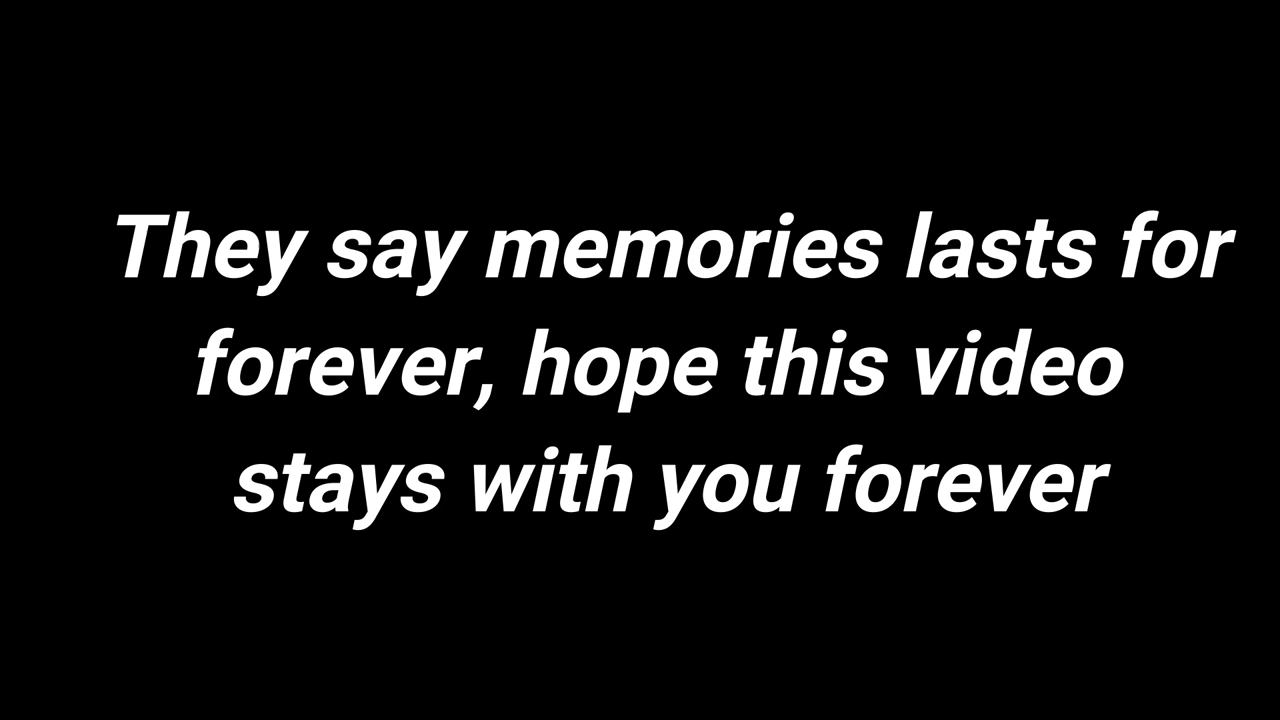 They say memories lasts for
forever, hope this video
stays with you forever